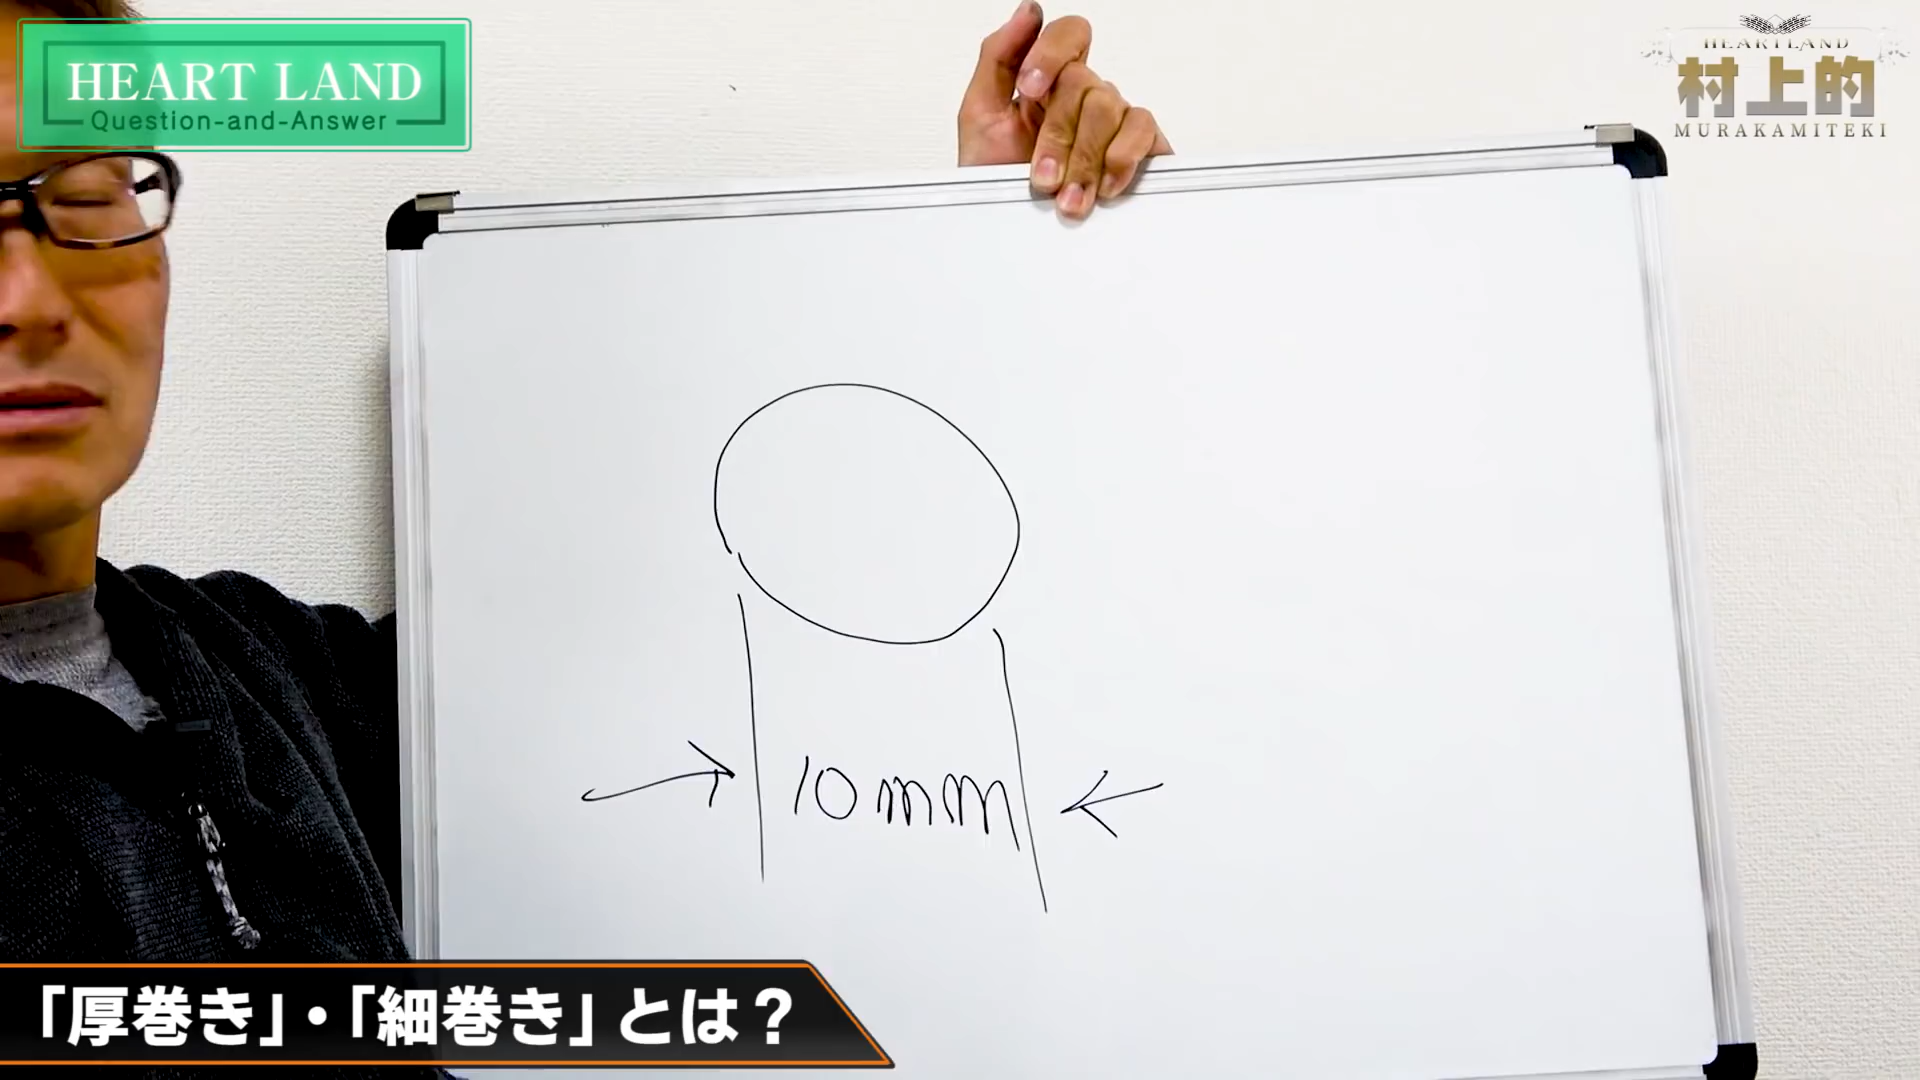 HEART LAND
Question-and-Answer
HEARTLAND
村上的
MURAKAMITEKI
10mm
「厚巻き」・「細巻き」とは？